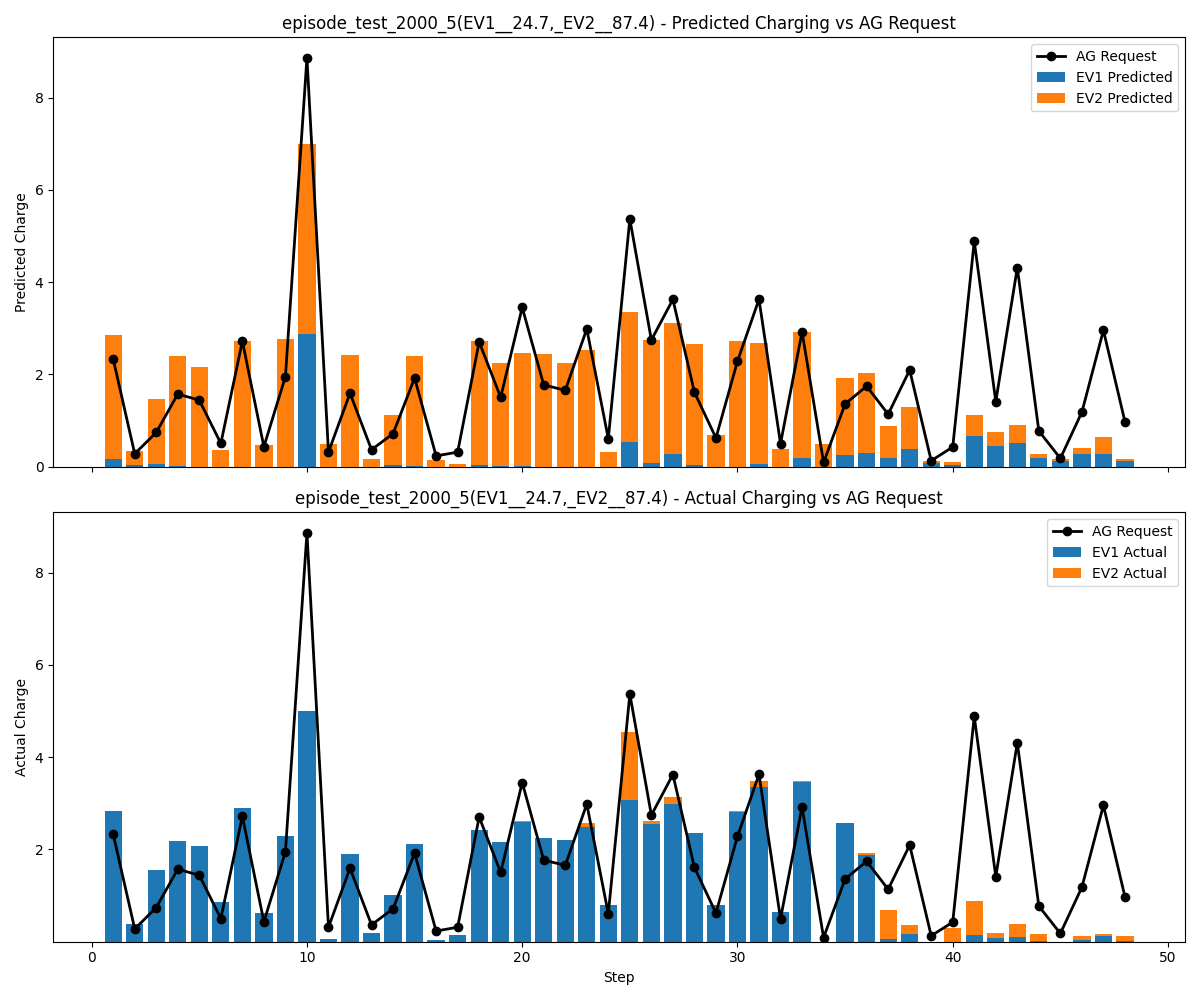 episode_test_2000_5(EV1__24.7,_EV2__87.4) - Predicted Charging vs AG Request
AG Request
EV1 Predicted
EV2 Predicted
Predicted Charge
8
6
4
2
0
episode_test_2000_5(EV1__24.7,_EV2__87.4) - Actual Charging vs AG Request
AG Request
EV1 Actual
EV2 Actual
Actual Charge
8
6
4
2
0 10 20 30 40 50
Step